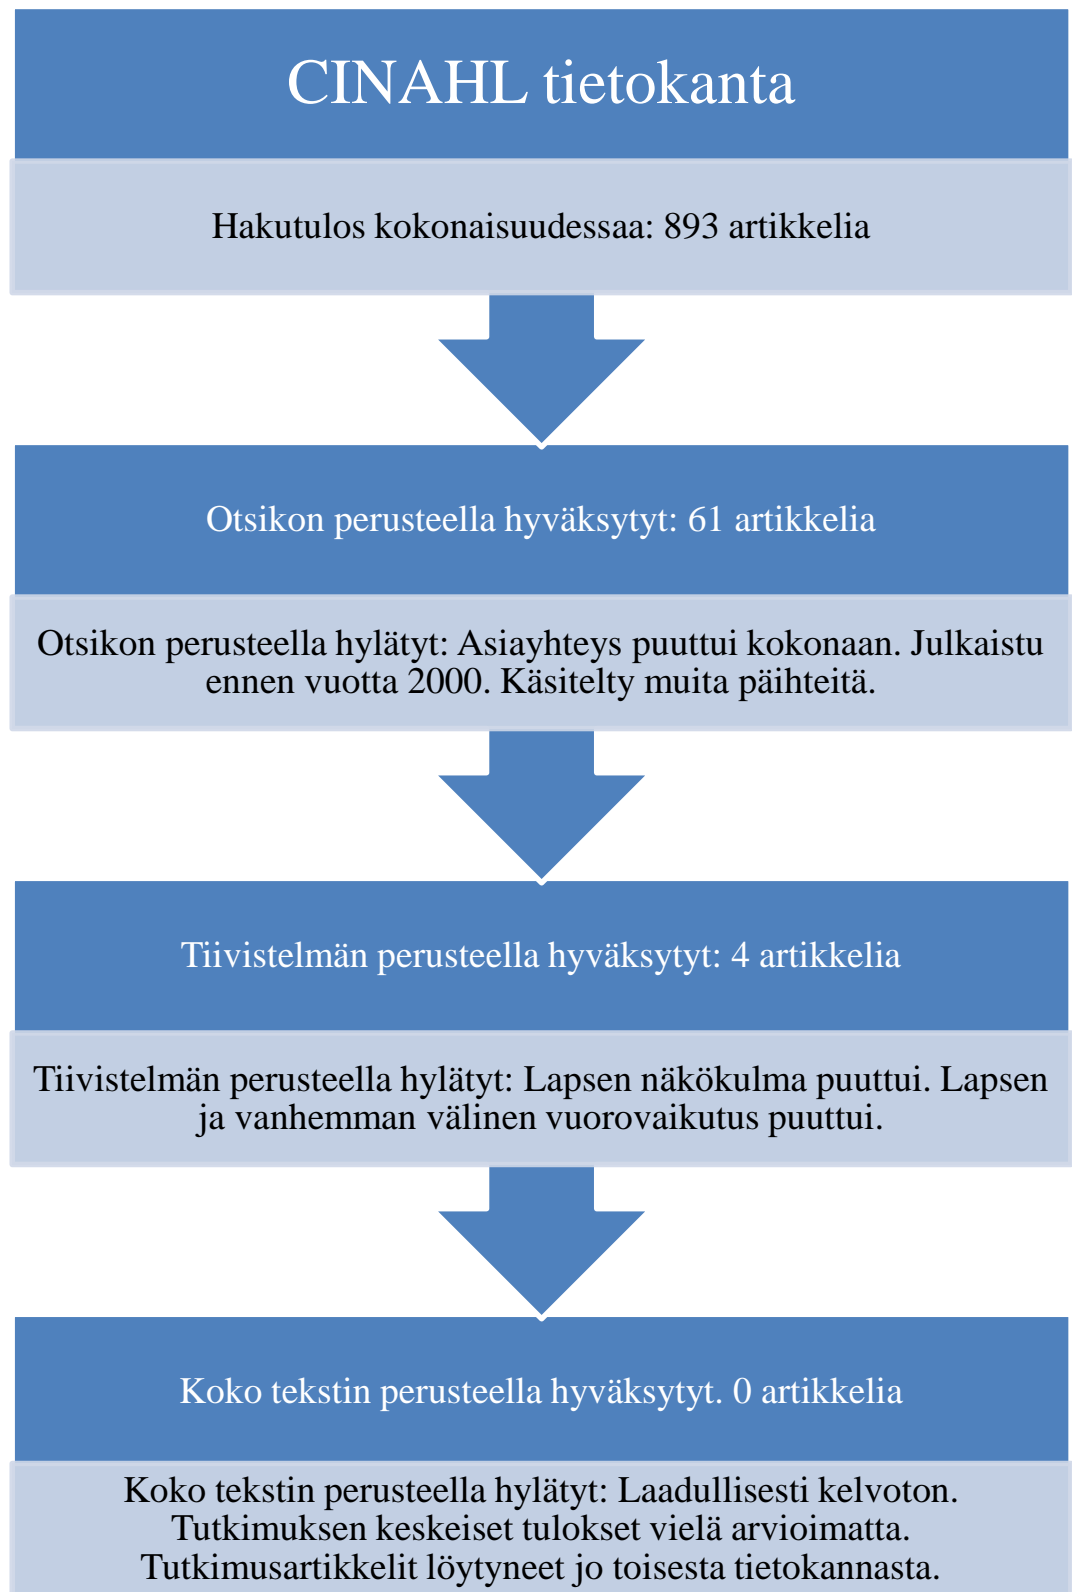 CINAHL tietokanta
Hakutulos kokonaisuudessaa: 893 artikkelia
Otsikon perusteella hyväksytyt: 61 artikkelia
Otsikon perusteella hylätyt: Asiayhteys puuttui kokonaan. Julkaistu
ennen vuotta 2000. Käsitelty muita päihteitä.
Tiivistelmän perusteella hyväksytyt: 4 artikkelia
Tiivistelmän perusteella hylätyt: Lapsen näkökulma puuttui. Lapsen
ja vanhemman välinen vuorovaikutus puuttui.
Koko tekstin perusteella hyväksytyt. 0 artikkelia
Koko tekstin perusteella hylätyt: Laadullisesti kelvoton.
Tutkimuksen keskeiset tulokset vielä arvioimatta.
Tutkimusartikkelit löytyneet jo toisesta tietokannasta.